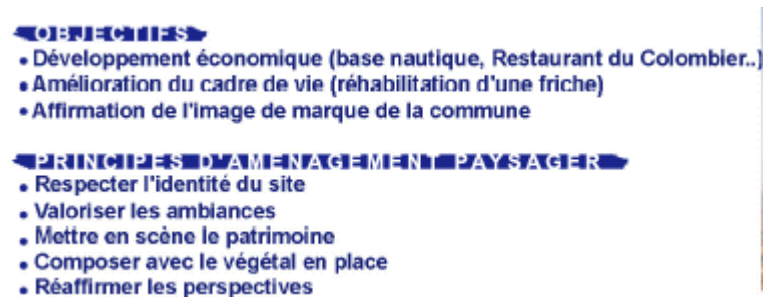 OBJECTIFS
• Développement économique (base nautique, Restaurant du Colombier..)
• Amélioration du cadre de vie (réhabilitation d'une friche)
• Affirmation de l'image de marque de la commune
PRINCIPES D'AMENAGEMENT PAYSAGER
• Respecter l'identité du site
• Valoriser les ambiances
• Mettre en scène le patrimoine
• Composer avec le végétal en place
• Réaffirmer les perspectives